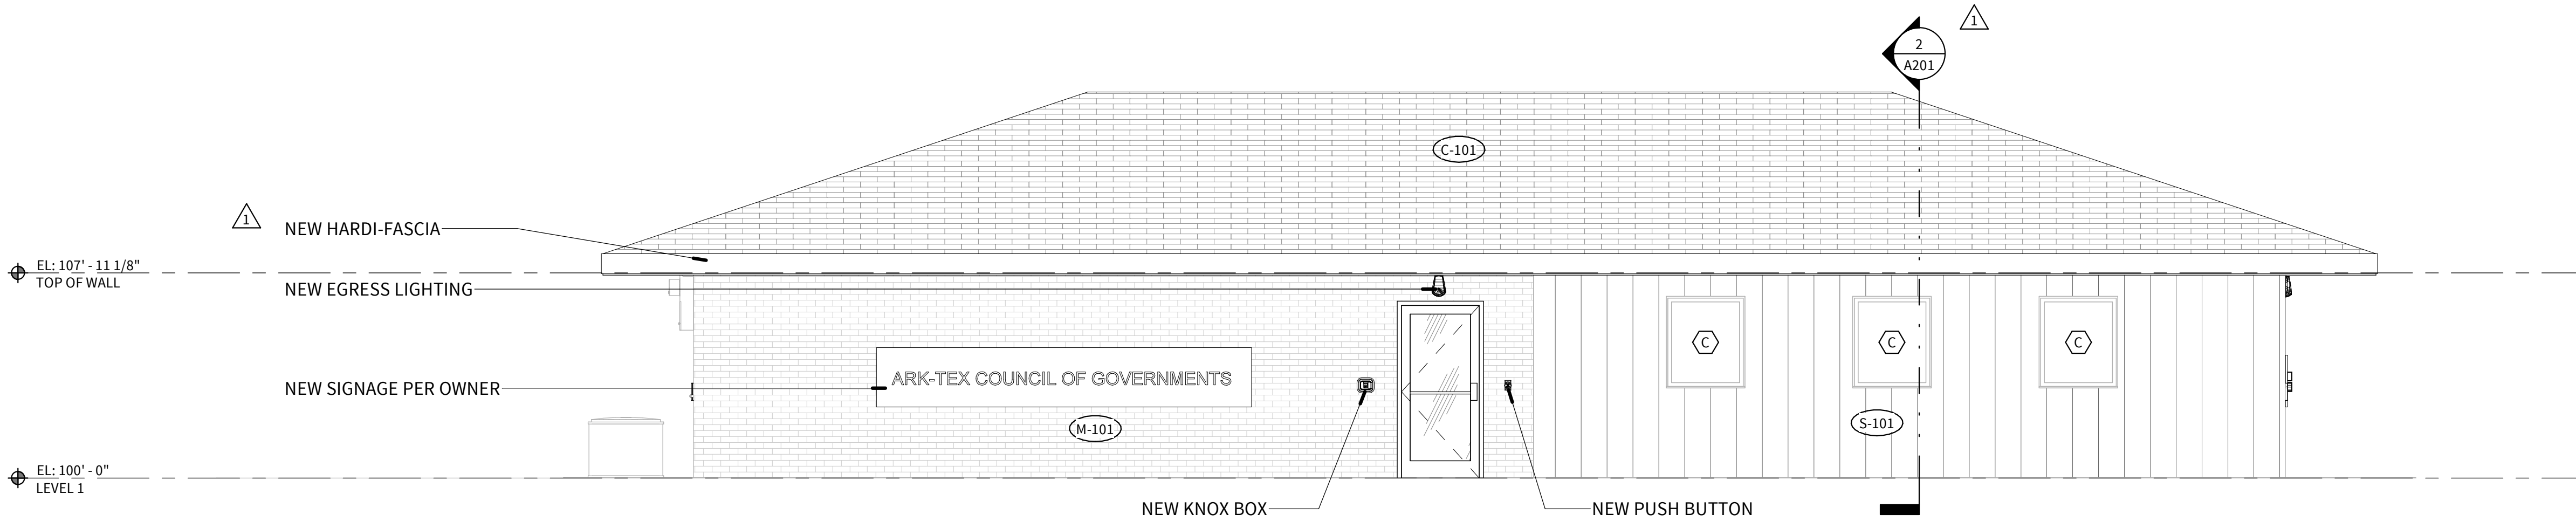 1
2
A201
C-101
1
NEW HARDI-FASCIA
EL: 107' - 11 1/8"
TOP OF WALL
NEW EGRESS LIGHTING
C
C
C
ARK-TEX COUNCIL OF GOVERNMENTS
NEW SIGNAGE PER OWNER
M-101
S-101
EL: 100' - 0"
LEVEL 1
NEW KNOX BOX
NEW PUSH BUTTON